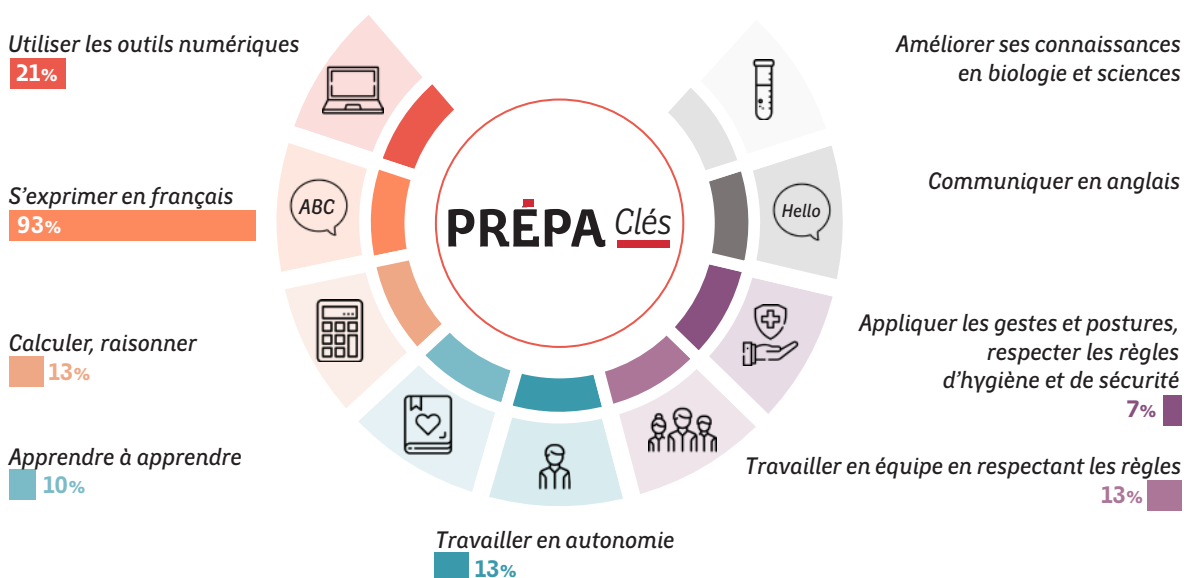 Utiliser les outils numériques
21%
S'exprimer en français
93%
Calculer, raisonner
13%
Apprendre à apprendre
10%
ABC
PRÉPA Clés
Hello
Travailler en autonomie
13%
Améliorer ses connaissances
en biologie et sciences
Communiquer en anglais
Appliquer les gestes et postures,
respecter les règles
d'hygiène et de sécurité
7%
Travailler en équipe en respectant les règles
13%